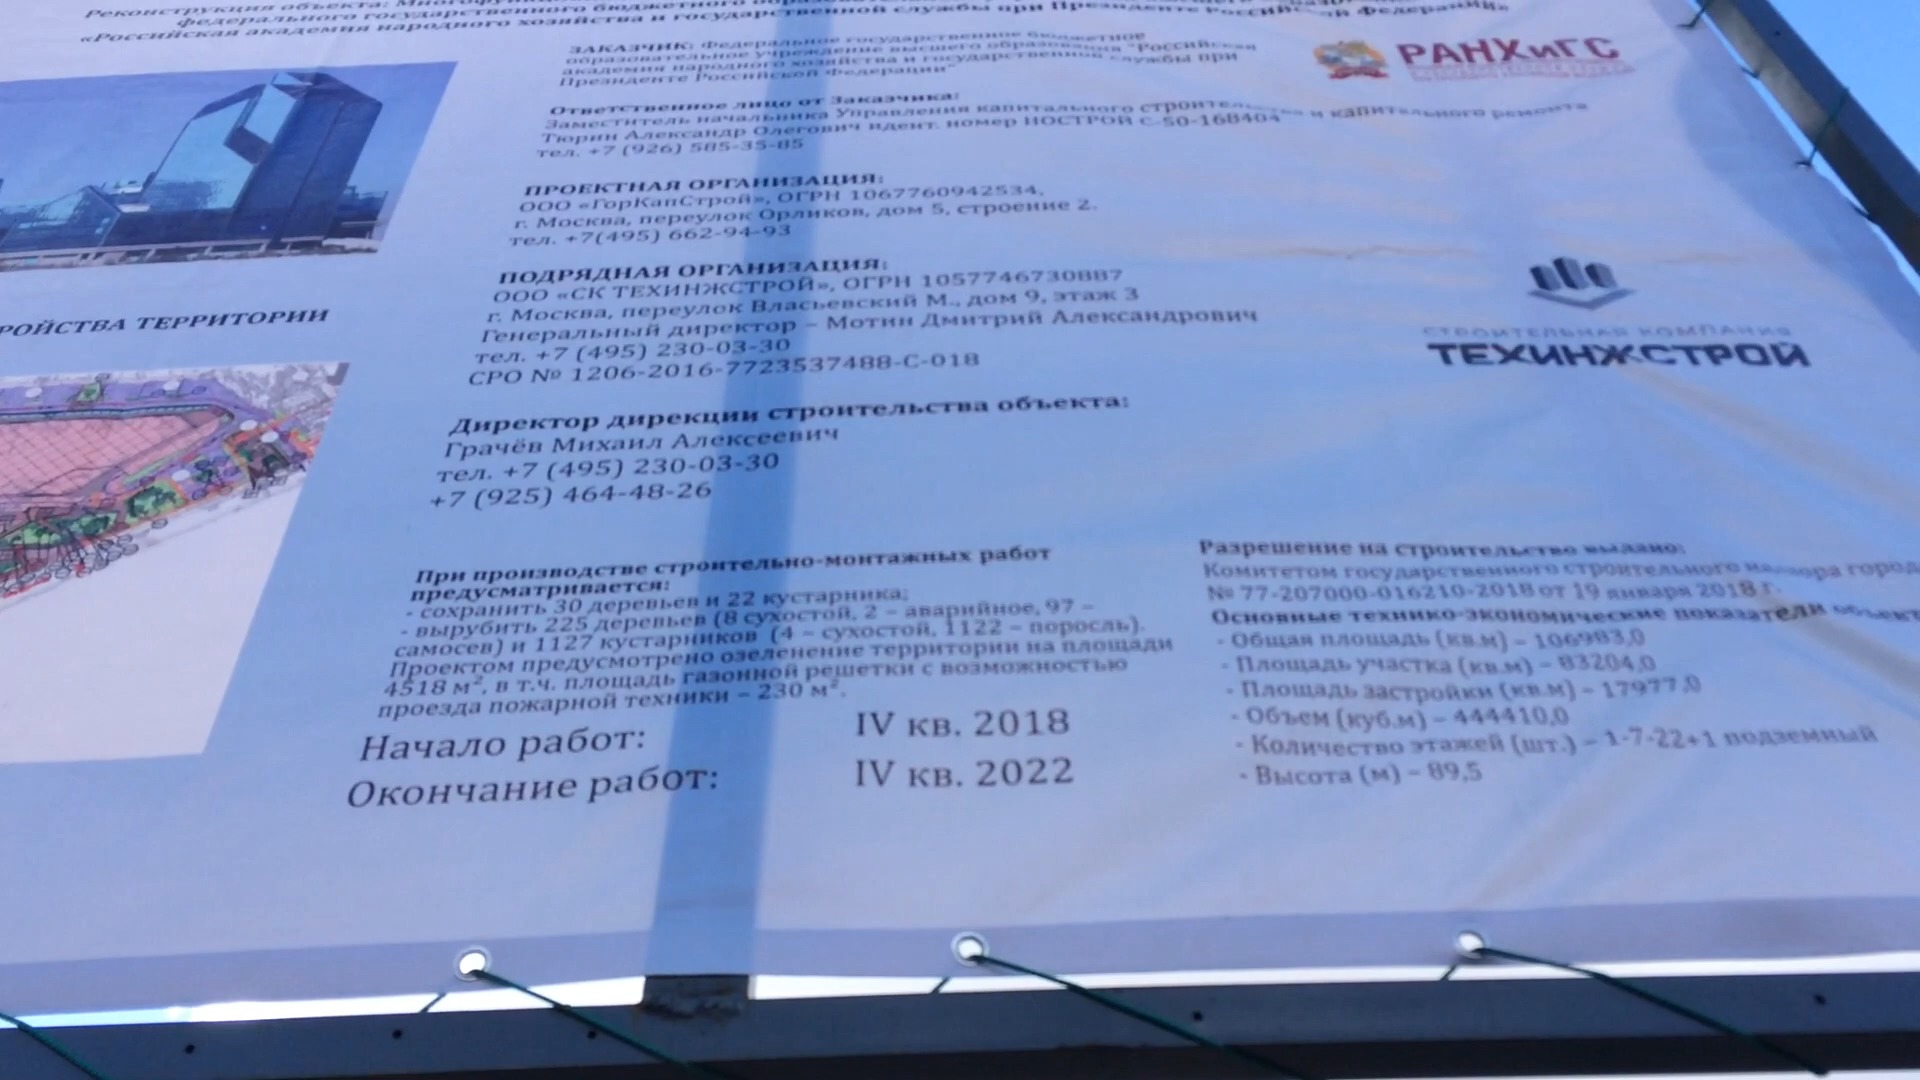 Реконструкция объекта:
федерального государственного бюджетного
«Российская академия народного хозяйства и государственной службы при Президенте Российской Федерации»
ЗАКАЗЧИК: Федеральное государственное бюджетное
образовательное учреждение высшего образования "Российская
академия народного хозяйства и государственной службы при
Президенте Российской Федерации"
РАНХиГС
Ответственное лицо от Заказчика:
Заместитель начальника Управления капитального строительства и капитального ремонта
Тюрин Александр Олегович идент. номер НОСТРОЙ С-50-168404
тел. +7 (926) 585-35-85
ПРОЕКТНАЯ ОРГАНИЗАЦИЯ:
ООО «ГорКапСтрой», ОГРН 1067760942534,
г. Москва, переулок Орликов, дом 5, строение 2.
тел. +7(495) 662-94-93
ПОДРЯДНАЯ ОРГАНИЗАЦИЯ:
ООО «СК ТЕХИНЖСТРОЙ», ОГРН 1057746730887
г. Москва, переулок Власьевский М., дом 9, этаж 3
Генеральный директор – Мотин Дмитрий Александрович
тел. +7 (495) 230-03-30
СРО № 1206-2016-7723537488-С-018
СТРОИТЕЛЬНАЯ КОМПАНИЯ
ТЕХИНЖСТРОЙ
РОЙСТВА ТЕРРИТОРИИ
Директор дирекции строительства объекта:
Грачёв Михаил Алексеевич
тел. +7 (495) 230-03-30
+7 (925) 464-48-26
При производстве строительно-монтажных работ
предусматривается:
- сохранить 30 деревьев и 22 кустарника;
- вырубить 225 деревьев (8 сухостой, 2 – аварийное, 97 –
самосев) и 1127 кустарников (4 – сухостой, 1122 – поросль).
Проектом предусмотрено озеленение территории на площади
4518 м², в т.ч. площадь газонной решетки с возможностью
проезда пожарной техники – 230 м².
Начало работ: IV кв. 2018
Окончание работ: IV кв. 2022
Разрешение на строительство выдано:
Комитетом государственного строительного надзора город
№ 77-207000-016210-2018 от 19 января 2018 г.
Основные технико-экономические показатели объект
- Общая площадь (кв.м) – 106983,0
- Площадь участка (кв.м) – 83204,0
- Площадь застройки (кв.м) – 17977,0
- Объем (куб.м) – 444410,0
- Количество этажей (шт.) – 1-7-22+1 подземный
- Высота (м) – 89,5